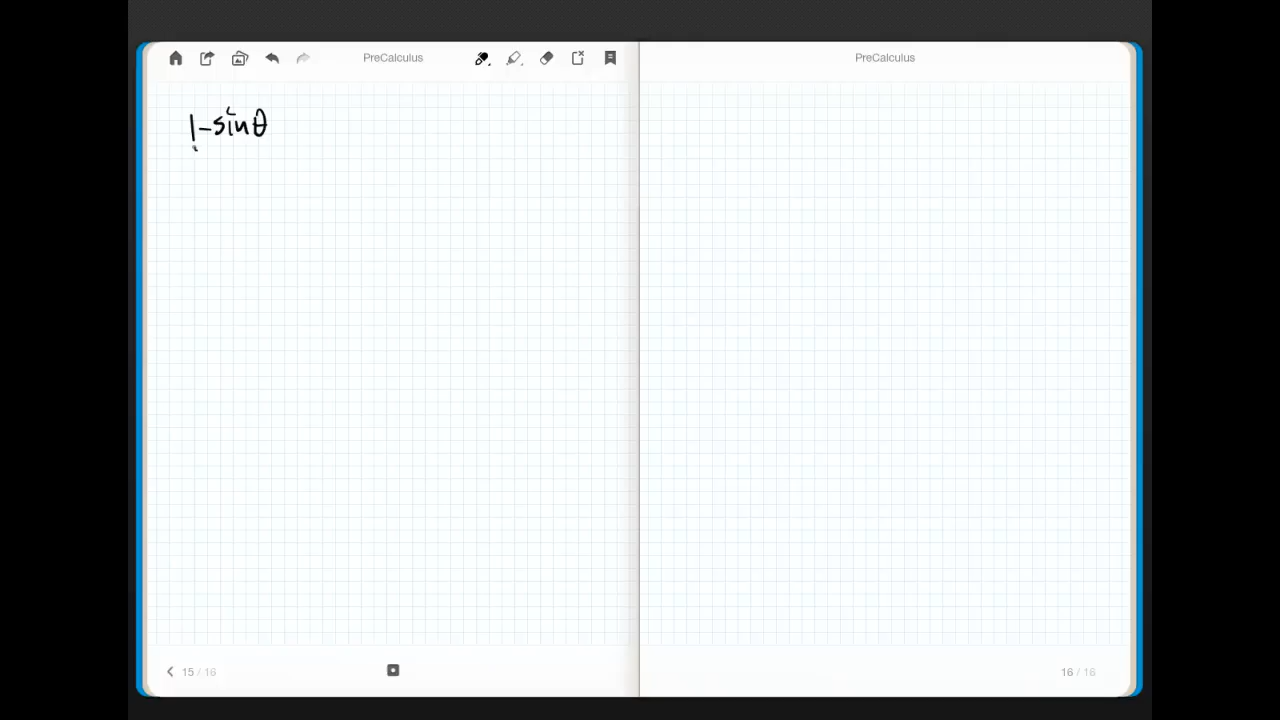 PreCalculus
PreCalculus
1-sinθ
15 / 16
16 / 16